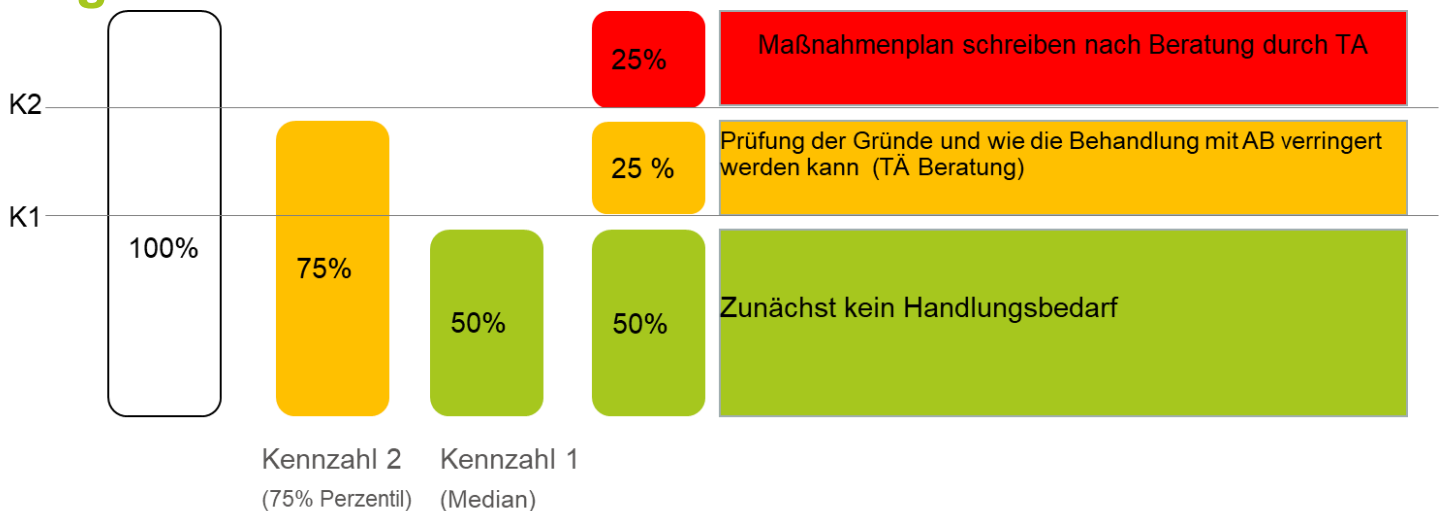 g
25%
Maßnahmenplan schreiben nach Beratung durch TA
K2
Prüfung der Gründe und wie die Behandlung mit AB verringert
werden kann (TÄ Beratung)
25 %
K1
100%
75%
50%
50%
Zunächst kein Handlungsbedarf
Kennzahl 2
(75% Perzentil)
Kennzahl 1
(Median)